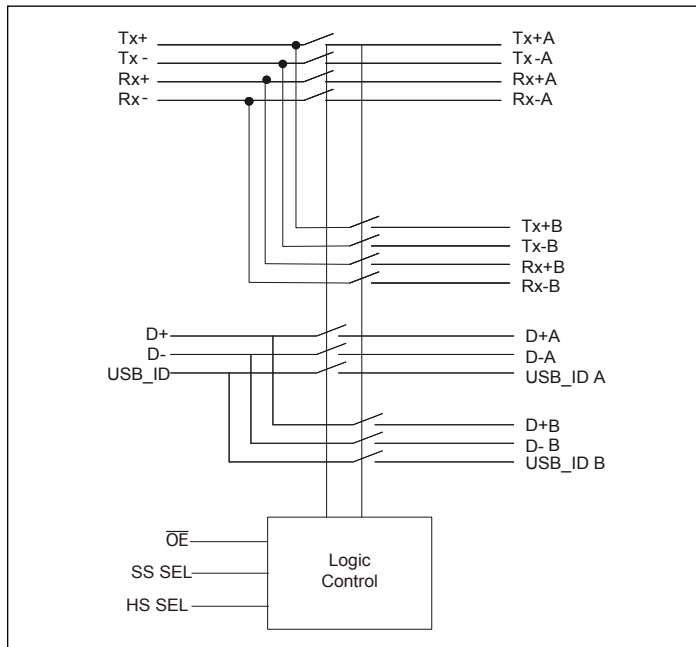 Tx+
Tx-
Rx+
Rx-
Tx+A
Tx-A
Rx+A
Rx-A
Tx+B
Tx-B
Rx+B
Rx-B
D+
D-
USB_ID
D+A
D-A
USB_ID A
D+B
D- B
USB_ID B
OE
SS SEL
HS SEL
Logic
Control